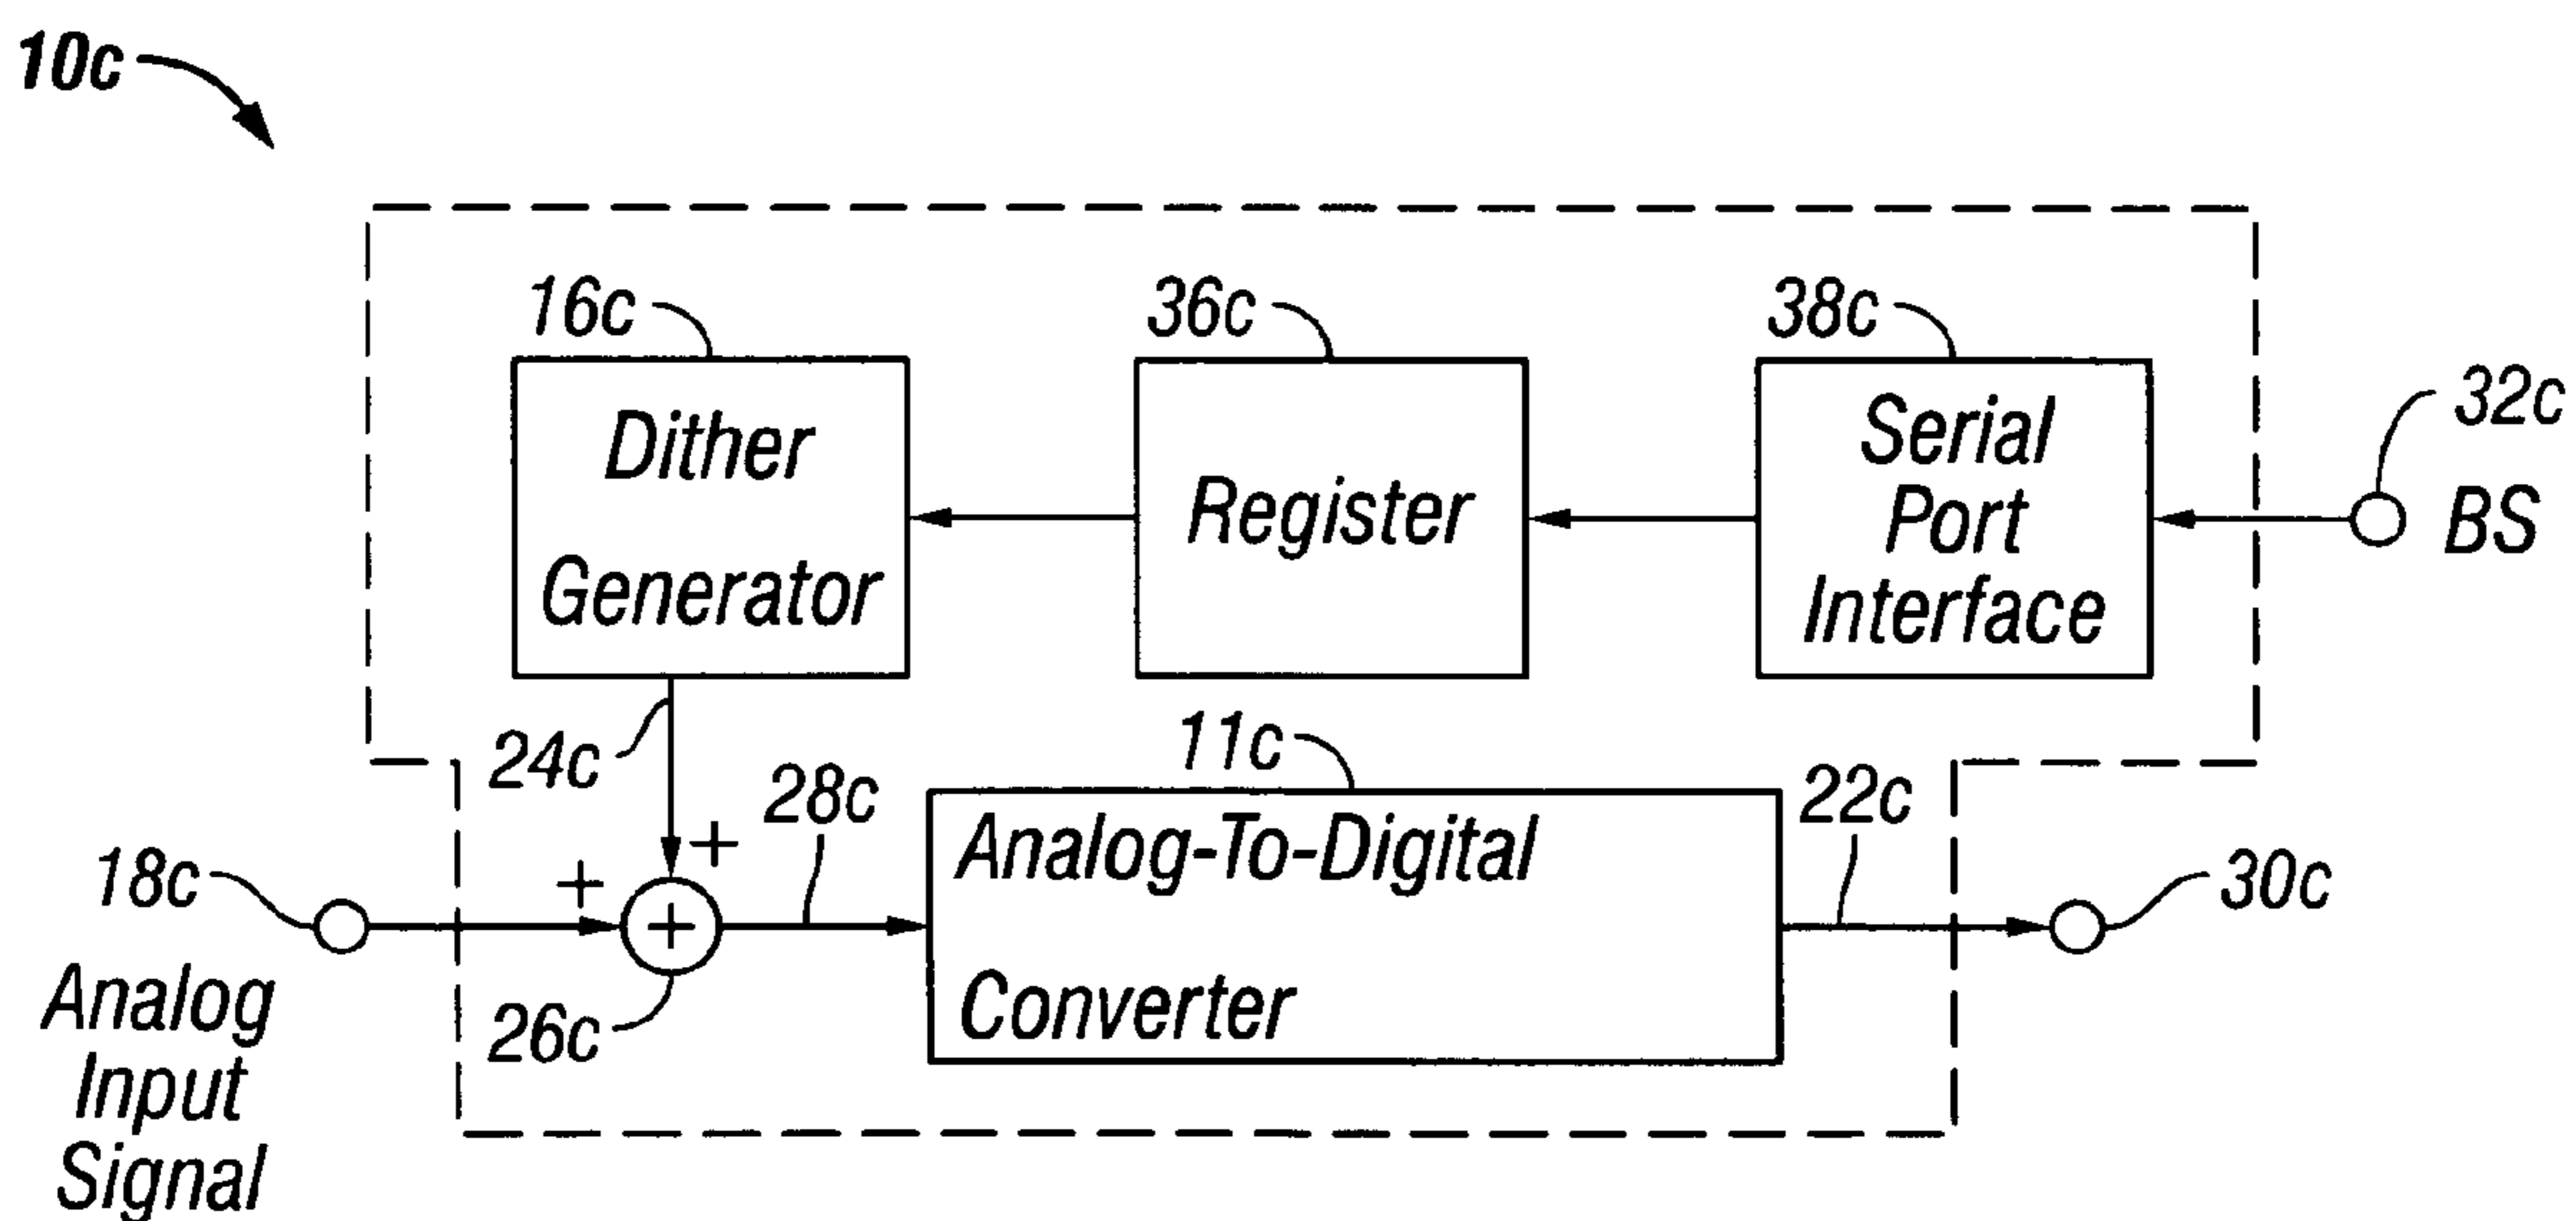 10c
16c
36c
38c
Dither
Generator
Register
Serial
Port
Interface
32c
BS
24c
28c
11c
22c
+
+
+
18c
Analog
Input
Signal
26c
Analog-To-Digital
Converter
30c